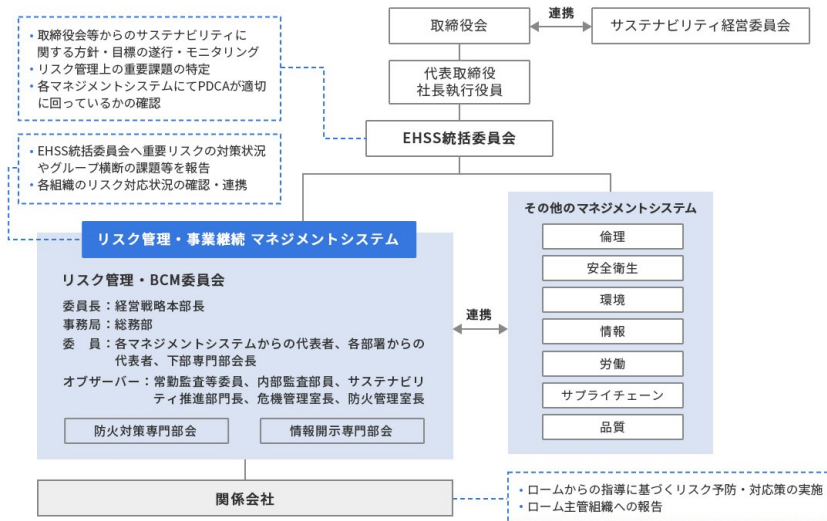 取締役会
連携
サステナビリティ経営委員会
・取締役会等からのサステナビリティに
関する方針・目標の遂行・モニタリング
・リスク管理上の重要課題の特定
・各マネジメントシステムにてPDCAが適切
に回っているかの確認
代表取締役
社長執行役員
EHSS統括委員会
・EHSS統括委員会へ重要リスクの対策状況
やグループ横断の課題等を報告
・各組織のリスク対応状況の確認・連携
リスク管理・事業継続 マネジメントシステム
リスク管理・BCM委員会
委員長：経営戦略本部長
事務局：総務部
委　員：各マネジメントシステムからの代表者、各部署からの
代表者、下部専門部会長
オブザーバー：常勤監査等委員、内部監査部員、サステナビリ
ティ推進部門長、危機管理室長、防火管理室長
防火対策専門部会
情報開示専門部会
連携
その他のマネジメントシステム
倫理
安全衛生
環境
情報
労働
サプライチェーン
品質
関係会社
・ロームからの指導に基づくリスク予防・対応策の実施
・ローム主管組織への報告